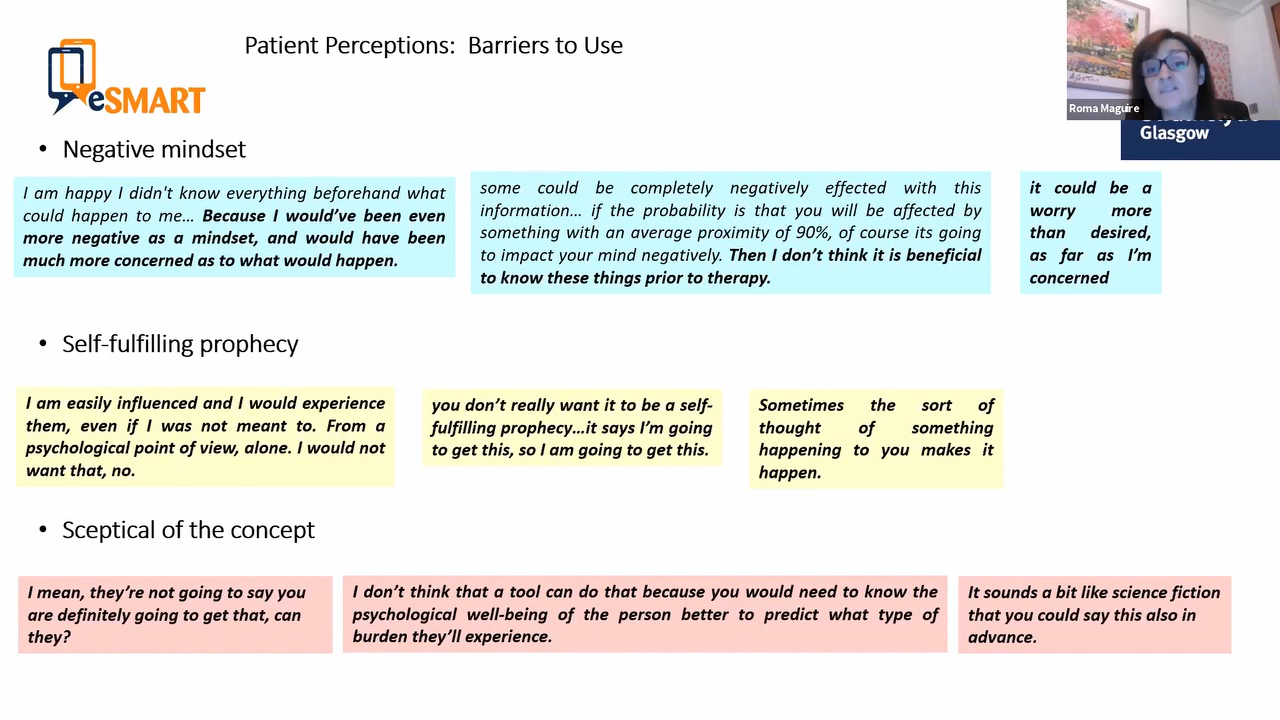 Patient Perceptions: Barriers to Use
eSMART
Roma Maguire
Glasgow
• Negative mindset
I am happy I didn't know everything beforehand what
could happen to me... Because I would've been even
more negative as a mindset, and would have been
much more concerned as to what would happen.
some could be completely negatively effected with this
information... if the probability is that you will be affected by
something with an average proximity of 90%, of course its going
to impact your mind negatively. Then I don't think it is beneficial
to know these things prior to therapy.
it could be a
worry more
than desired,
as far as I'm
concerned
• Self-fulfilling prophecy
I am easily influenced and I would experience
them, even if I was not meant to. From a
psychological point of view, alone. I would not
want that, no.
you don't really want it to be a self-
fulfilling prophecy...it says I'm going
to get this, so I am going to get this.
Sometimes the sort of
thought of something
happening to you makes it
happen.
• Sceptical of the concept
I mean, they're not going to say you
are definitely going to get that, can
they?
I don't think that a tool can do that because you would need to know the
psychological well-being of the person better to predict what type of
burden they'll experience.
It sounds a bit like science fiction
that you could say this also in
advance.